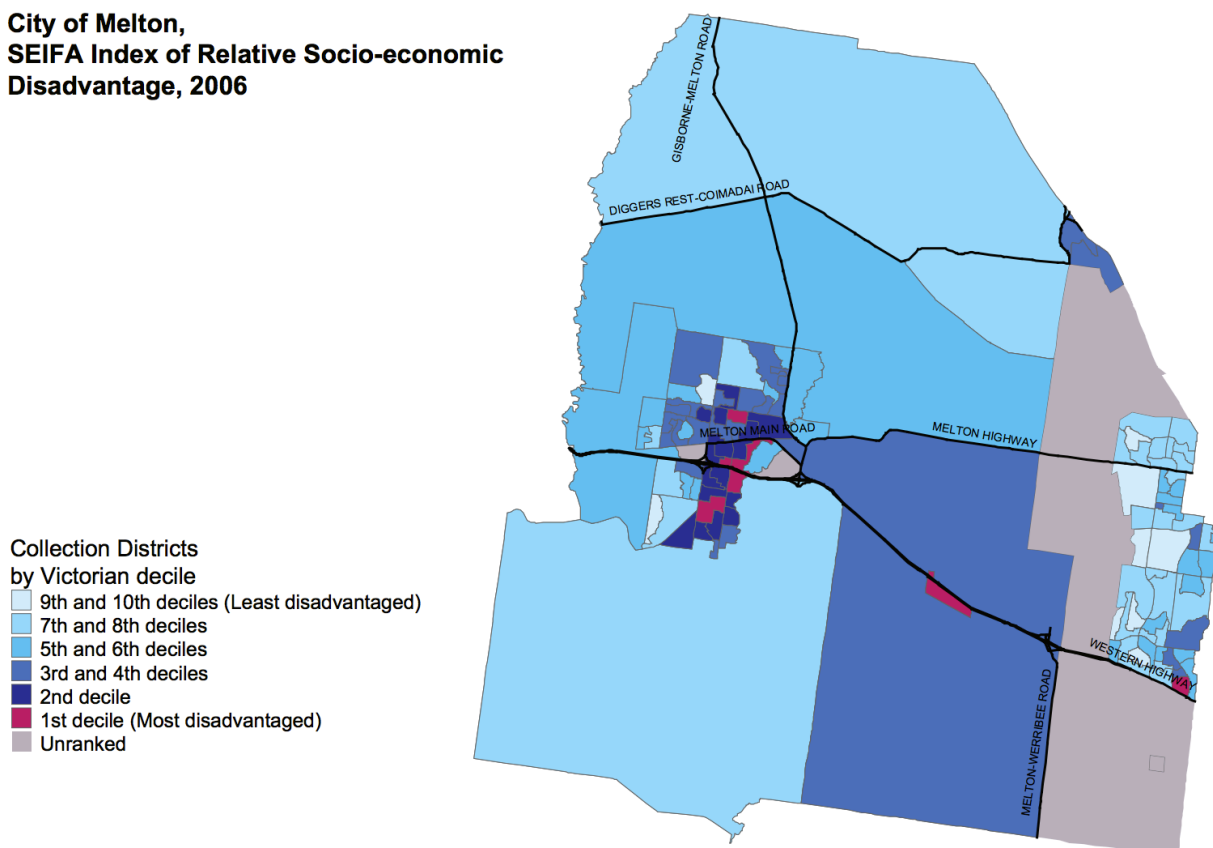 City of Melton,
SEIFA Index of Relative Socio-economic
Disadvantage, 2006
GISBORNE-MELTON ROAD
DIGGERS REST-COIMADAI ROAD
MELTON MAIN ROAD
MELTON HIGHWAY
WESTERN HIGHWAY
MELTON-WERRIBEE ROAD
Collection Districts
by Victorian decile
9th and 10th deciles (Least disadvantaged)
7th and 8th deciles
5th and 6th deciles
3rd and 4th deciles
2nd decile
1st decile (Most disadvantaged)
Unranked